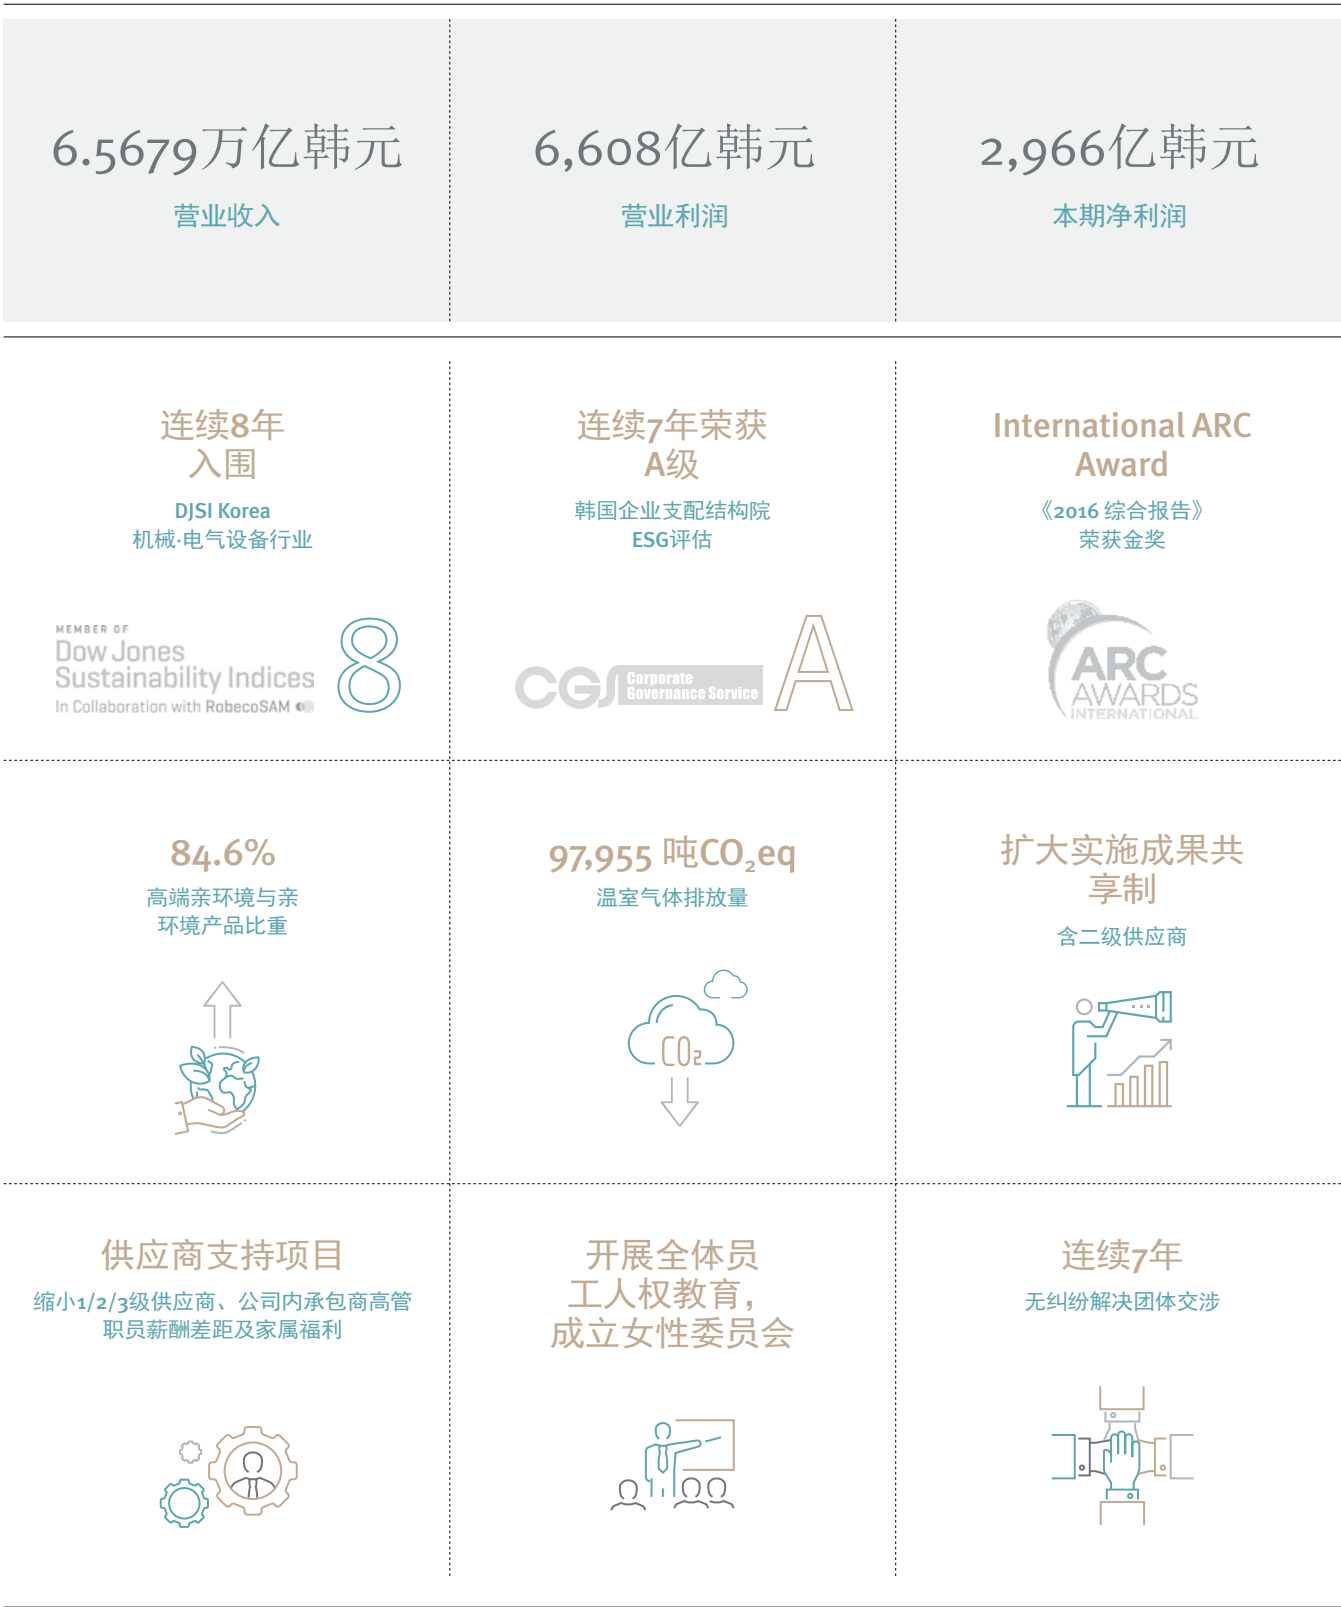 6.5679万亿韩元
营业收入
6,608亿韩元
营业利润
2,966亿韩元
本期净利润
连续8年
入围
DJSI Korea
机械·电气设备行业
MEMBER OF
Dow Jones
Sustainability Indices
In Collaboration with RobecoSAM
8
连续7年荣获
A级
韩国企业支配结构院
ESG评估
CGS
Corporate
Governance Service
A
International ARC
Award
《2016 综合报告》
荣获金奖
ARC
AWARDS
INTERNATIONAL
84.6%
高端亲环境与亲
环境产品比重
97,955 吨CO₂eq
温室气体排放量
CO₂
扩大实施成果共
享制
含二级供应商
供应商支持项目
缩小1/2/3级供应商、公司内承包商高管
职员薪酬差距及家属福利
开展全体员
工人权教育，
成立女性委员会
连续7年
无纠纷解决团体交涉